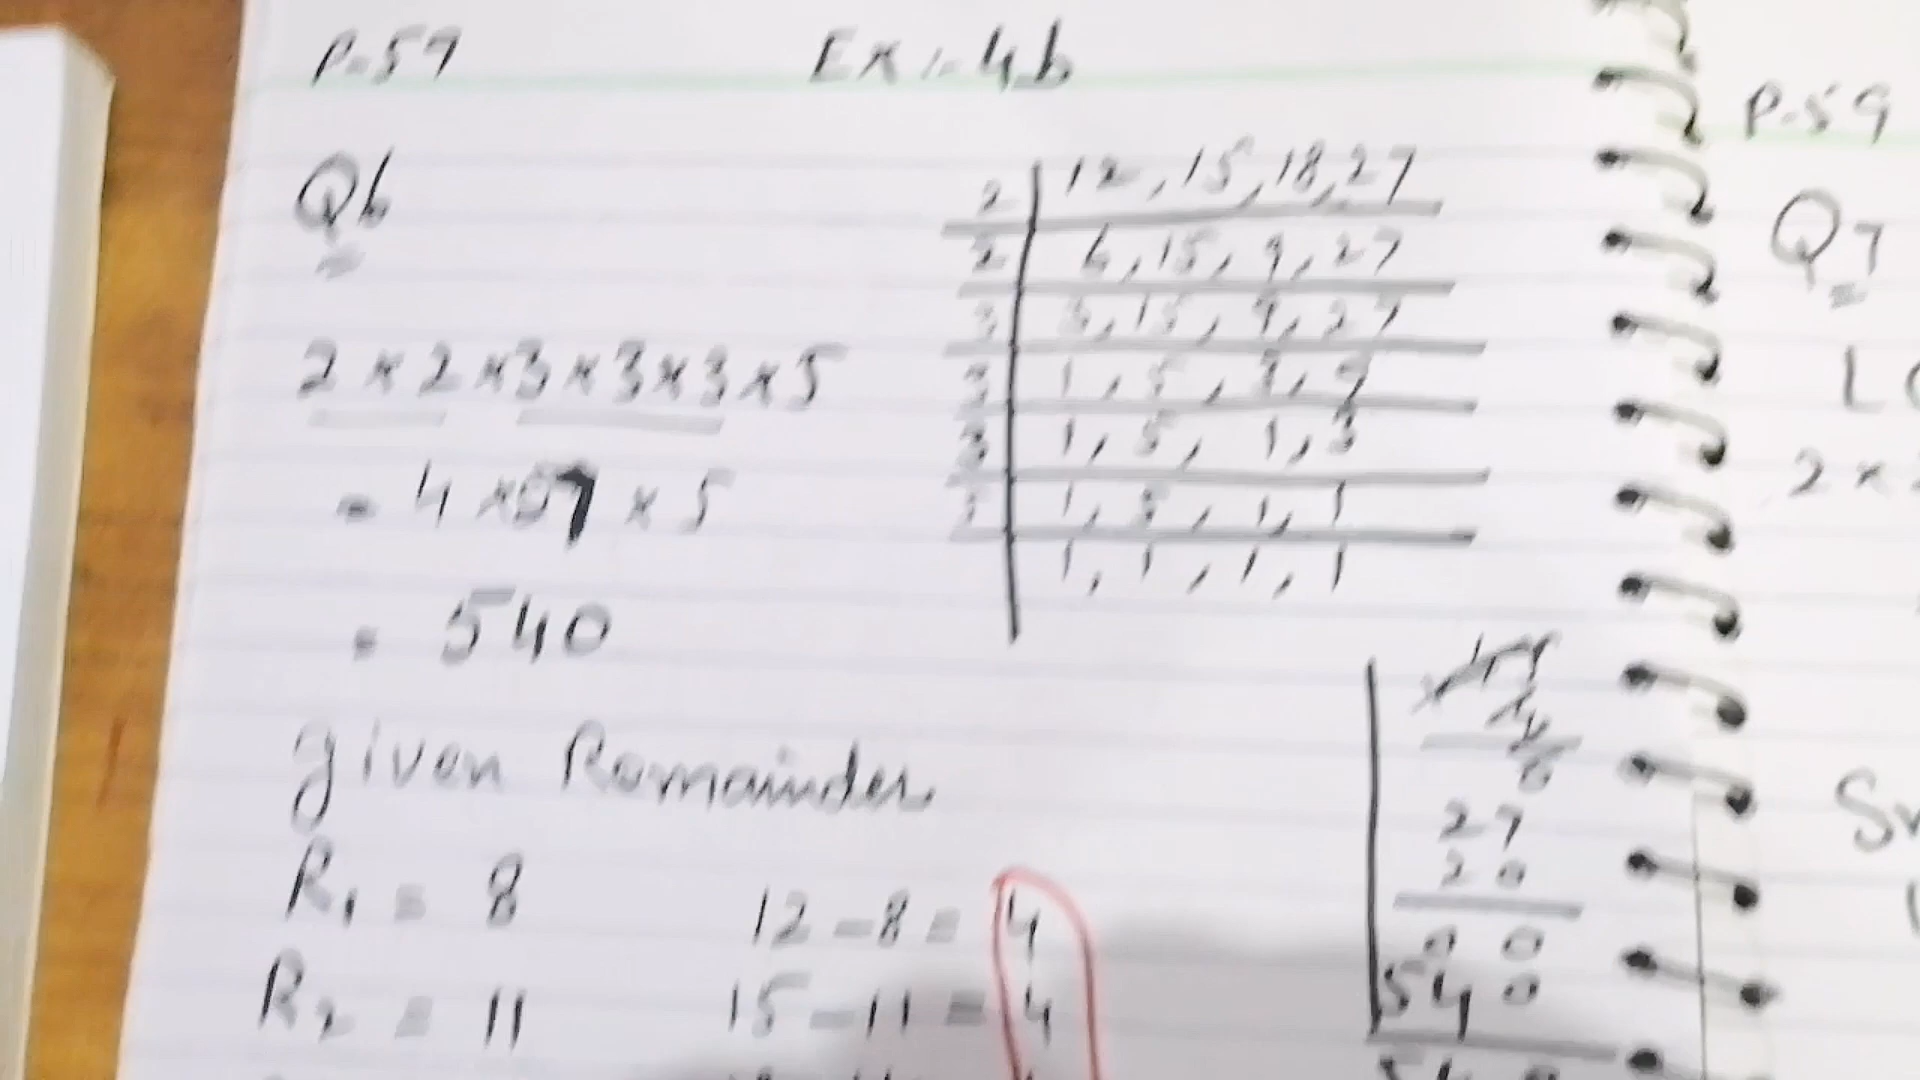 P-59 Ex:-4b
Q6
2 | 12, 15, 18, 27
2 | 6, 15, 9, 27
3 | 3, 15, 9, 27
3 | 1, 5, 3, 9
3 | 1, 5, 1, 3
5 | 1, 5, 1, 1
1, 1, 1, 1
2×2×3×3×3×5
= 4×27×5
= 540
given Remainder
R1 = 8 12-8= 4
R2 = 11 15-11= 4
27
20
00
540
P-59
Q7